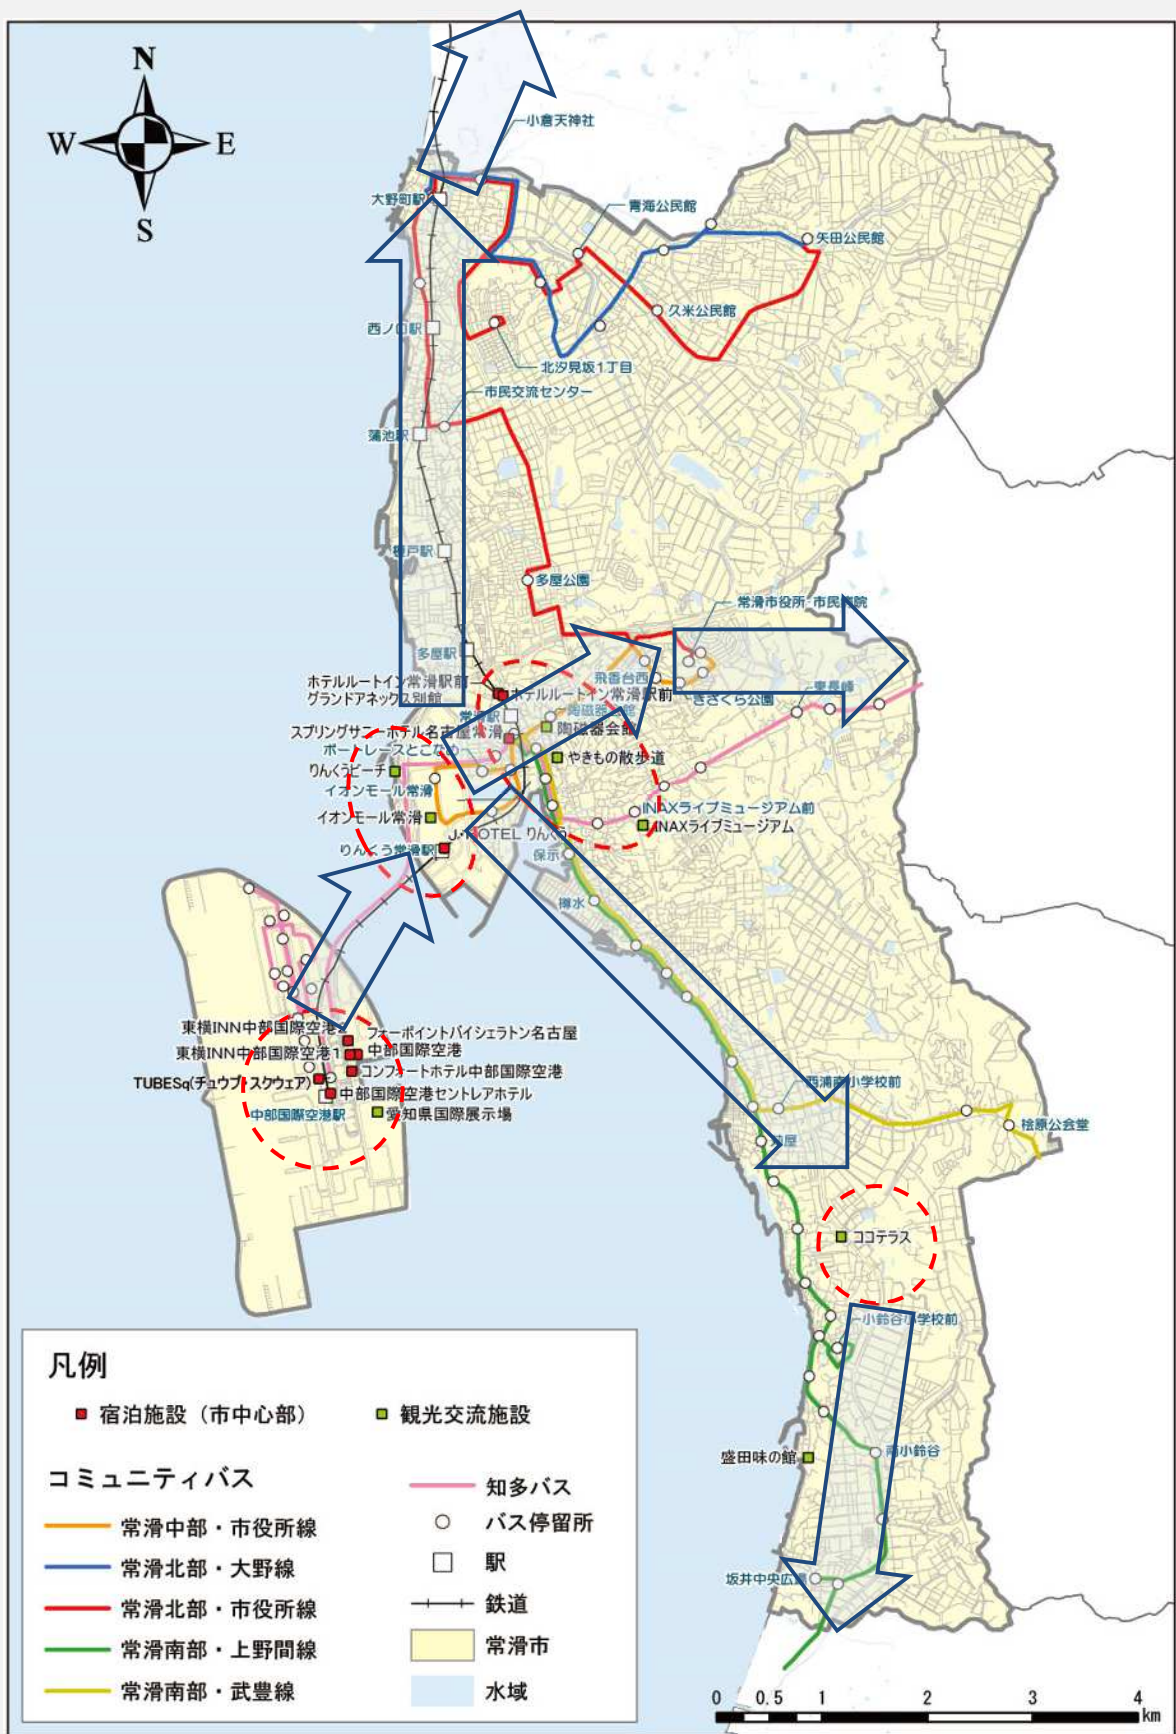 N
W
E
S
小倉天神社
大野町駅
青海公民館
矢田公民館
久米公民館
西ノ口駅
北汐見坂1丁目
市民交流センター
蒲池駅
榎戸駅
多屋公園
常滑市役所・市民病院
多屋駅
飛香台西
ホテルルートイン常滑駅前
グランドアネックス別館
ホテルルートイン常滑駅前
きさくら公園
東長峰
常滑駅
陶磁器会館
スプリングサニーホテル名古屋常滑
陶磁器会館
ボートレースとこなめ
やきもの散歩道
りんくうビーチ
イオンモール常滑
イオンモール常滑
INAXライブミュージアム前
INAXライブミュージアム
J・HOTEL りんくう
りんくう常滑駅
保示
樽水
東横INN中部国際空港2
フォーポイントバイシェラトン名古屋
中部国際空港
東横INN中部国際空港1
コンフォートホテル中部国際空港
TUBESq(チュウブ スクウェア)
中部国際空港セントレアホテル
中部国際空港駅
愛知県国際展示場
西浦南小学校前
桧原公会堂
ココテラス
小鈴谷小学校前
盛田味の館
南小鈴谷
坂井中央広場
凡例
宿泊施設（市中心部）
観光交流施設
コミュニティバス
知多バス
常滑中部・市役所線
バス停留所
常滑北部・大野線
駅
常滑北部・市役所線
鉄道
常滑南部・上野間線
常滑市
常滑南部・武豊線
水域
0 0.5 1 2 3 4
km